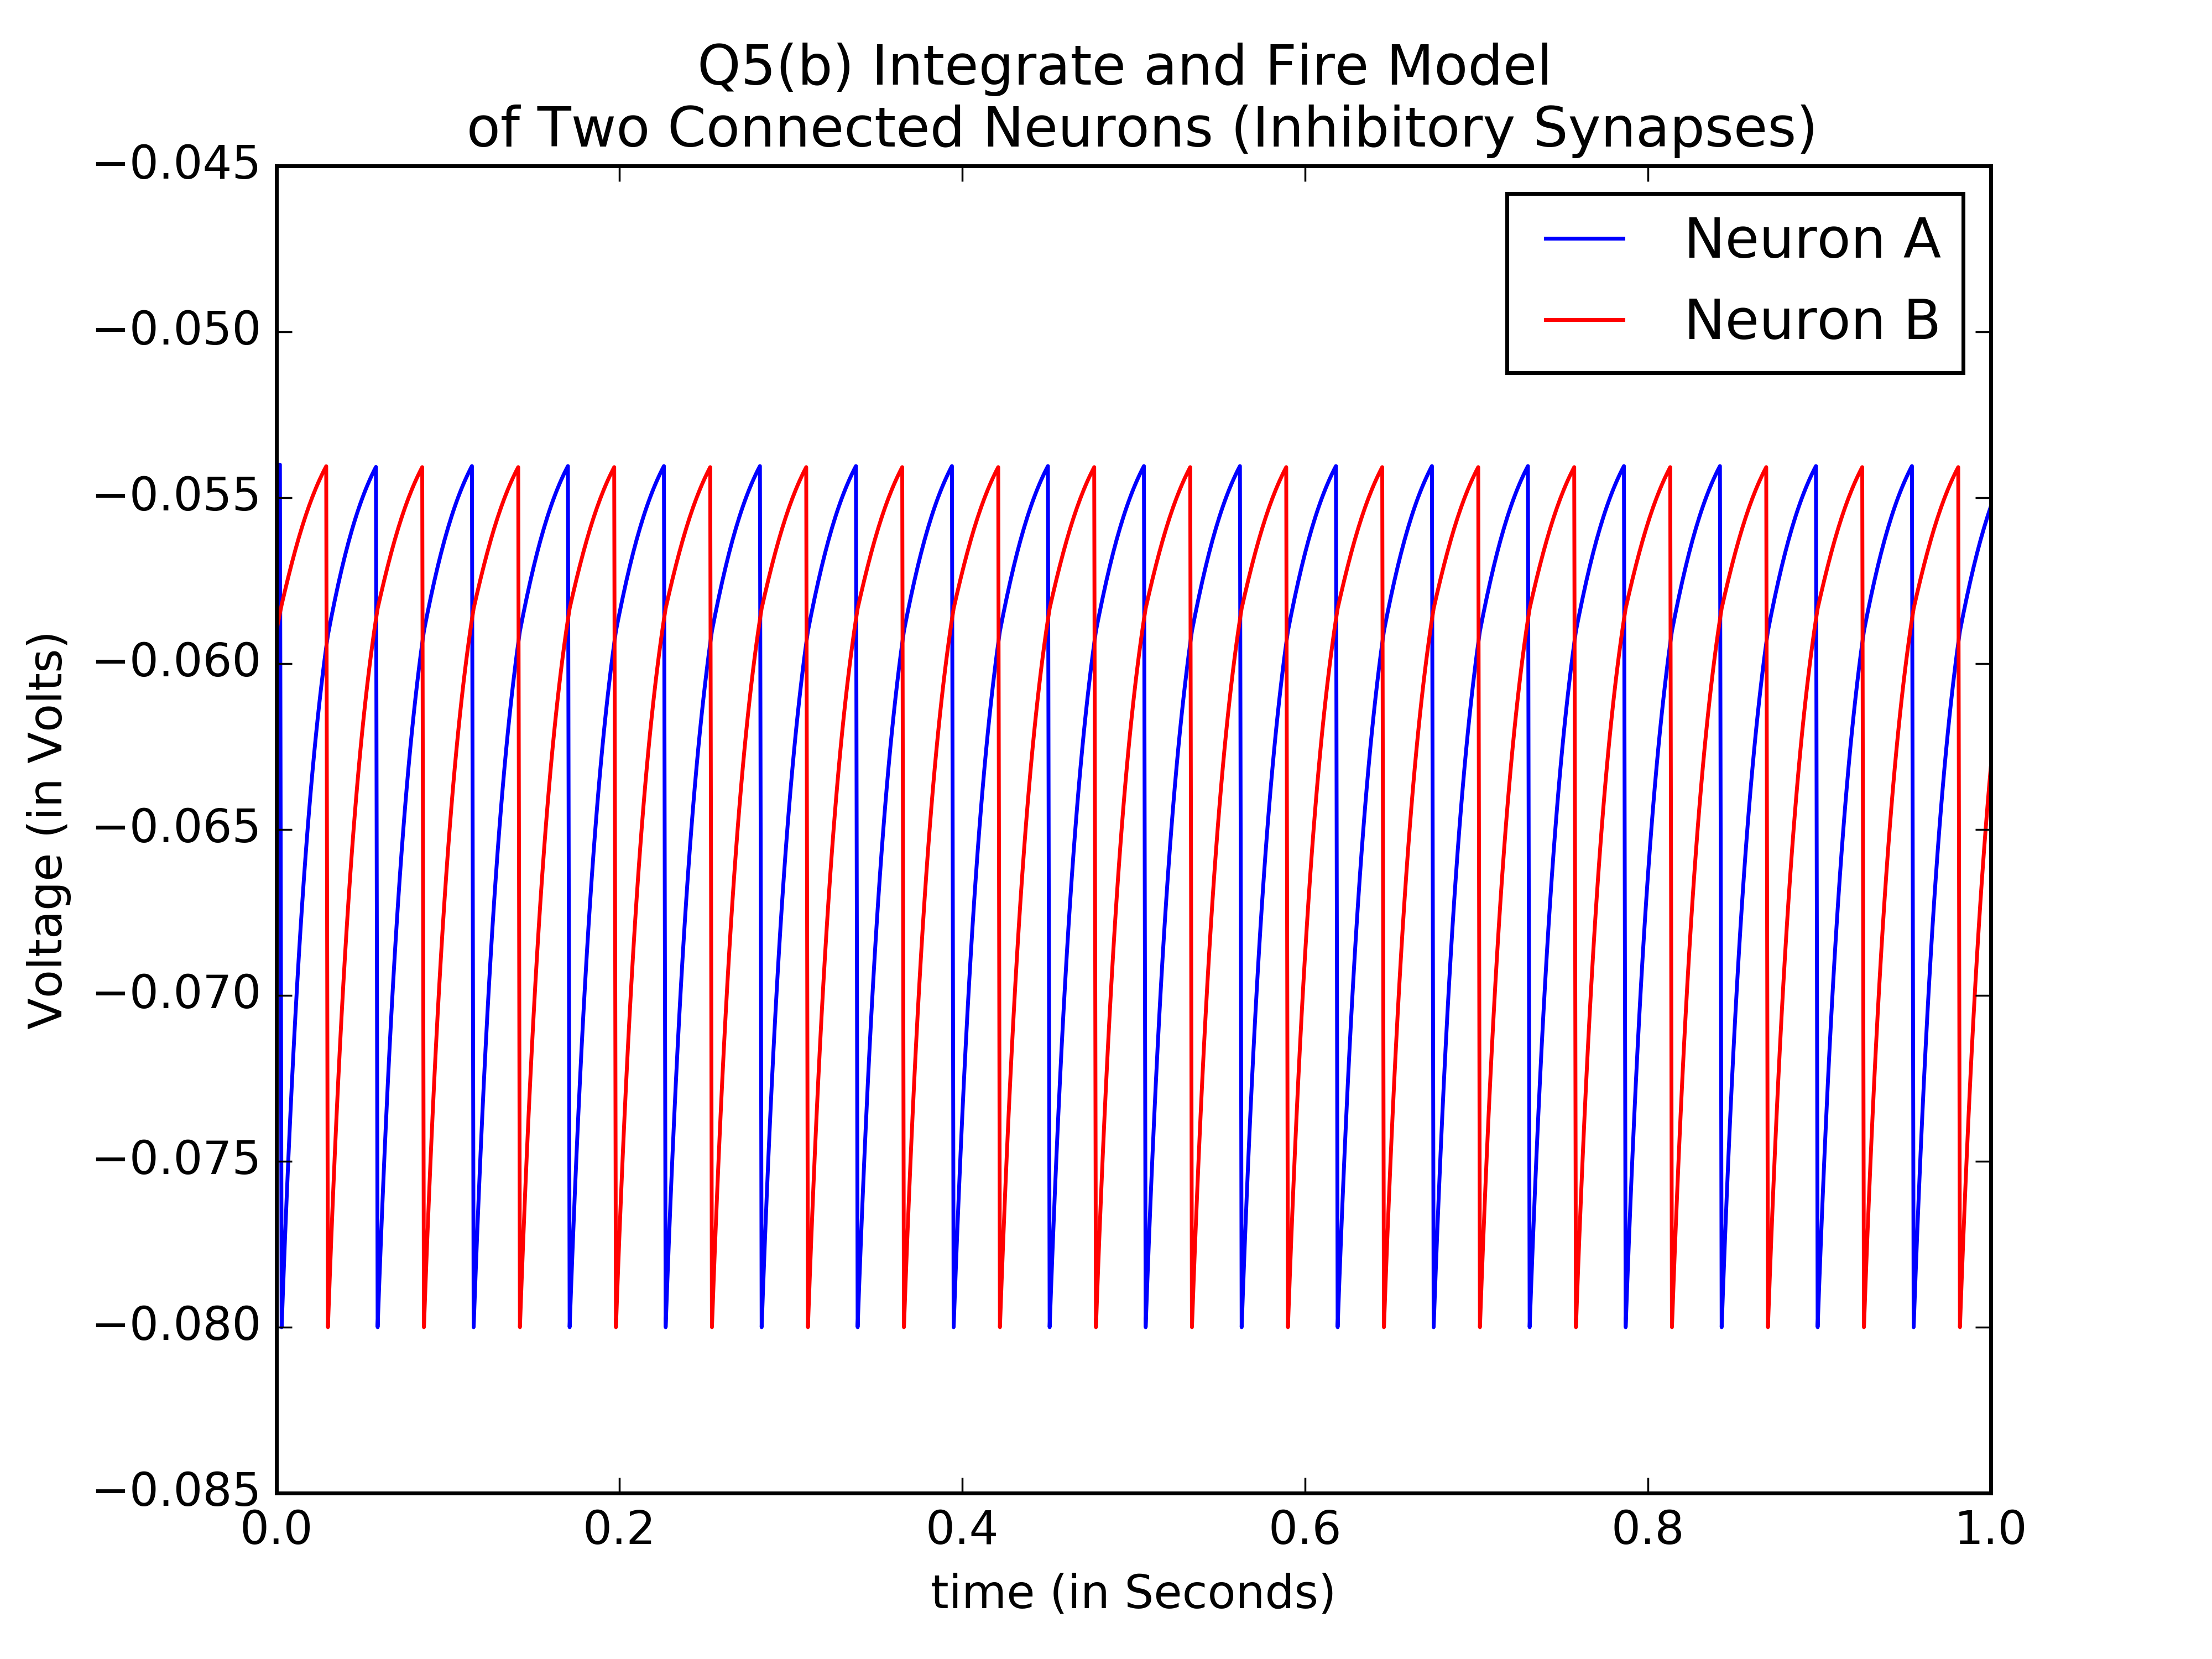 Q5(b) Integrate and Fire Model
of Two Connected Neurons (Inhibitory Synapses)
Neuron A
Neuron B
−0.045
−0.050
−0.055
−0.060
−0.065
−0.070
−0.075
−0.080
−0.085
Voltage (in Volts)
0.0 0.2 0.4 0.6 0.8 1.0
time (in Seconds)